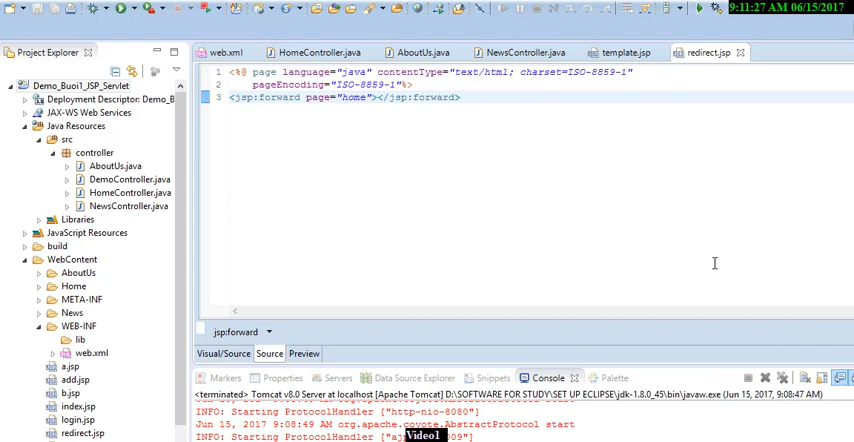 9:11:27 AM 06/15/2017
Project Explorer
web.xml
HomeController.java
AboutUs.java
NewsController.java
template.jsp
redirect.jsp
1 <%@ page language="java" contentType="text/html; charset=ISO-8859-1"
2 pageEncoding="ISO-8859-1"%>
3 <jsp:forward page="home"></jsp:forward>
Demo_Buoi1_JSP_Servlet
Deployment Descriptor: Demo_B
JAX-WS Web Services
Java Resources
src
controller
AboutUs.java
DemoController.java
HomeController.java
NewsController.java
Libraries
JavaScript Resources
build
WebContent
AboutUs
Home
META-INF
News
WEB-INF
lib
web.xml
a.jsp
add.jsp
b.jsp
index.jsp
login.jsp
redirect.jsp
jsp:forward
Visual/Source
Source
Preview
Markers
Properties
Servers
Data Source Explorer
Snippets
Console
Palette
<terminated> Tomcat v8.0 Server at localhost [Apache Tomcat] D:\SOFTWARE FOR STUDY\SET UP ECLIPSE\jdk-1.8.0_45\bin\javaw.exe (Jun 15, 2017, 9:08:47 AM)
INFO: Starting ProtocolHandler ["http-nio-8080"]
Jun 15, 2017 9:08:49 AM org.apache.coyote.AbstractProtocol start
INFO: Starting ProtocolHandler
Video1